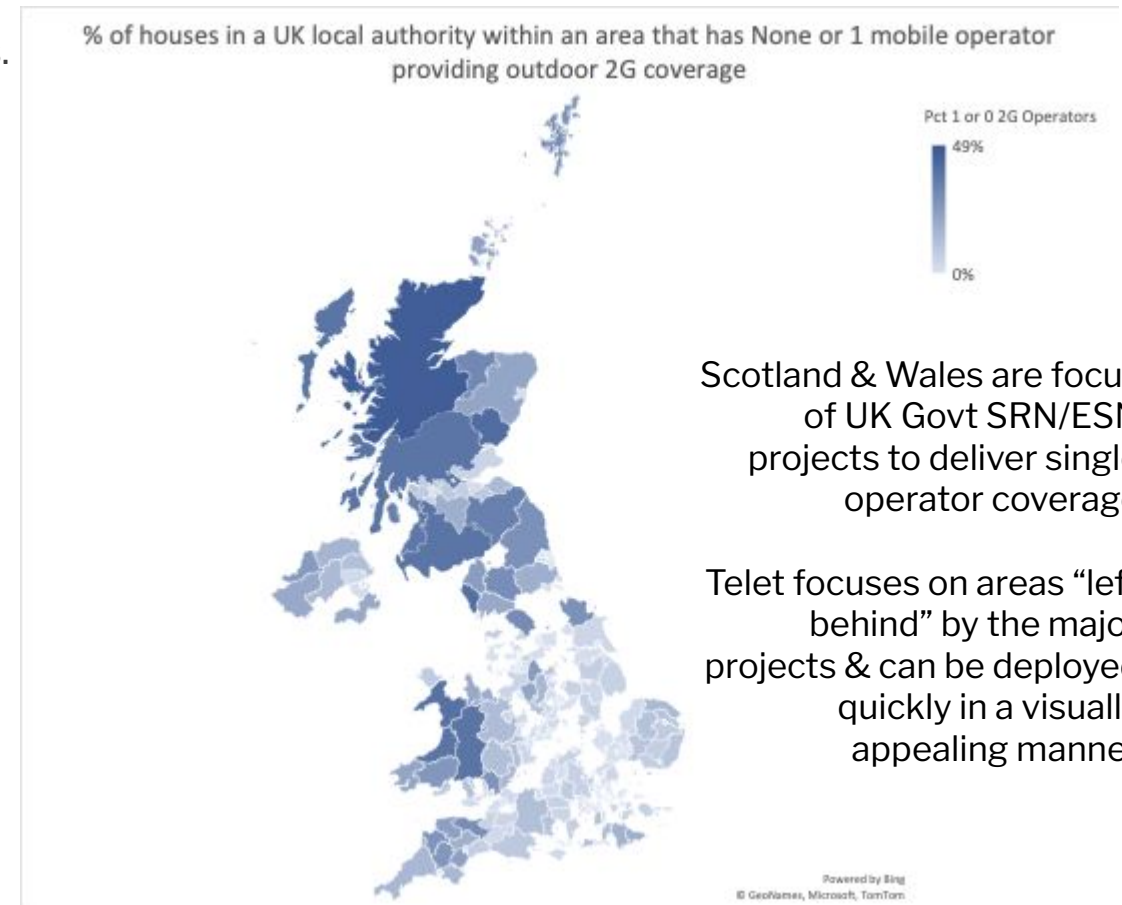 % of houses in a UK local authority within an area that has None or 1 mobile operator
providing outdoor 2G coverage
.
Pct 1 or 0 2G Operators
49%
0%
Scotland & Wales are focu
of UK Govt SRN/ESN
projects to deliver singl
operator coverag
Telet focuses on areas “lef
behind” by the majo
projects & can be deploye
quickly in a visuall
appealing manne
Powered by Bing
© GeoNames, Microsoft, TomTom